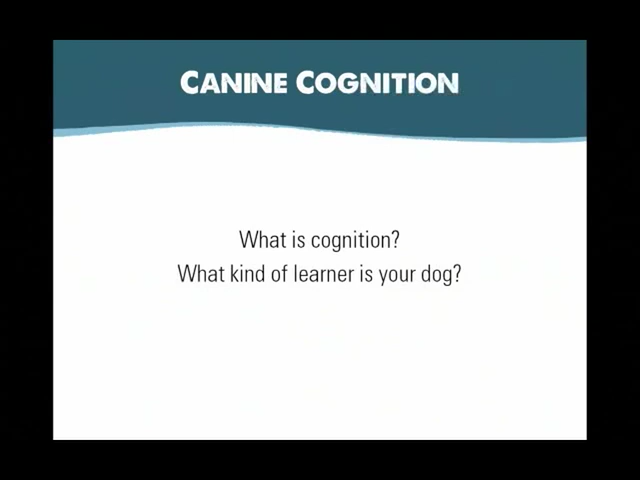 CANINE COGNITION
What is cognition?
What kind of learner is your dog?